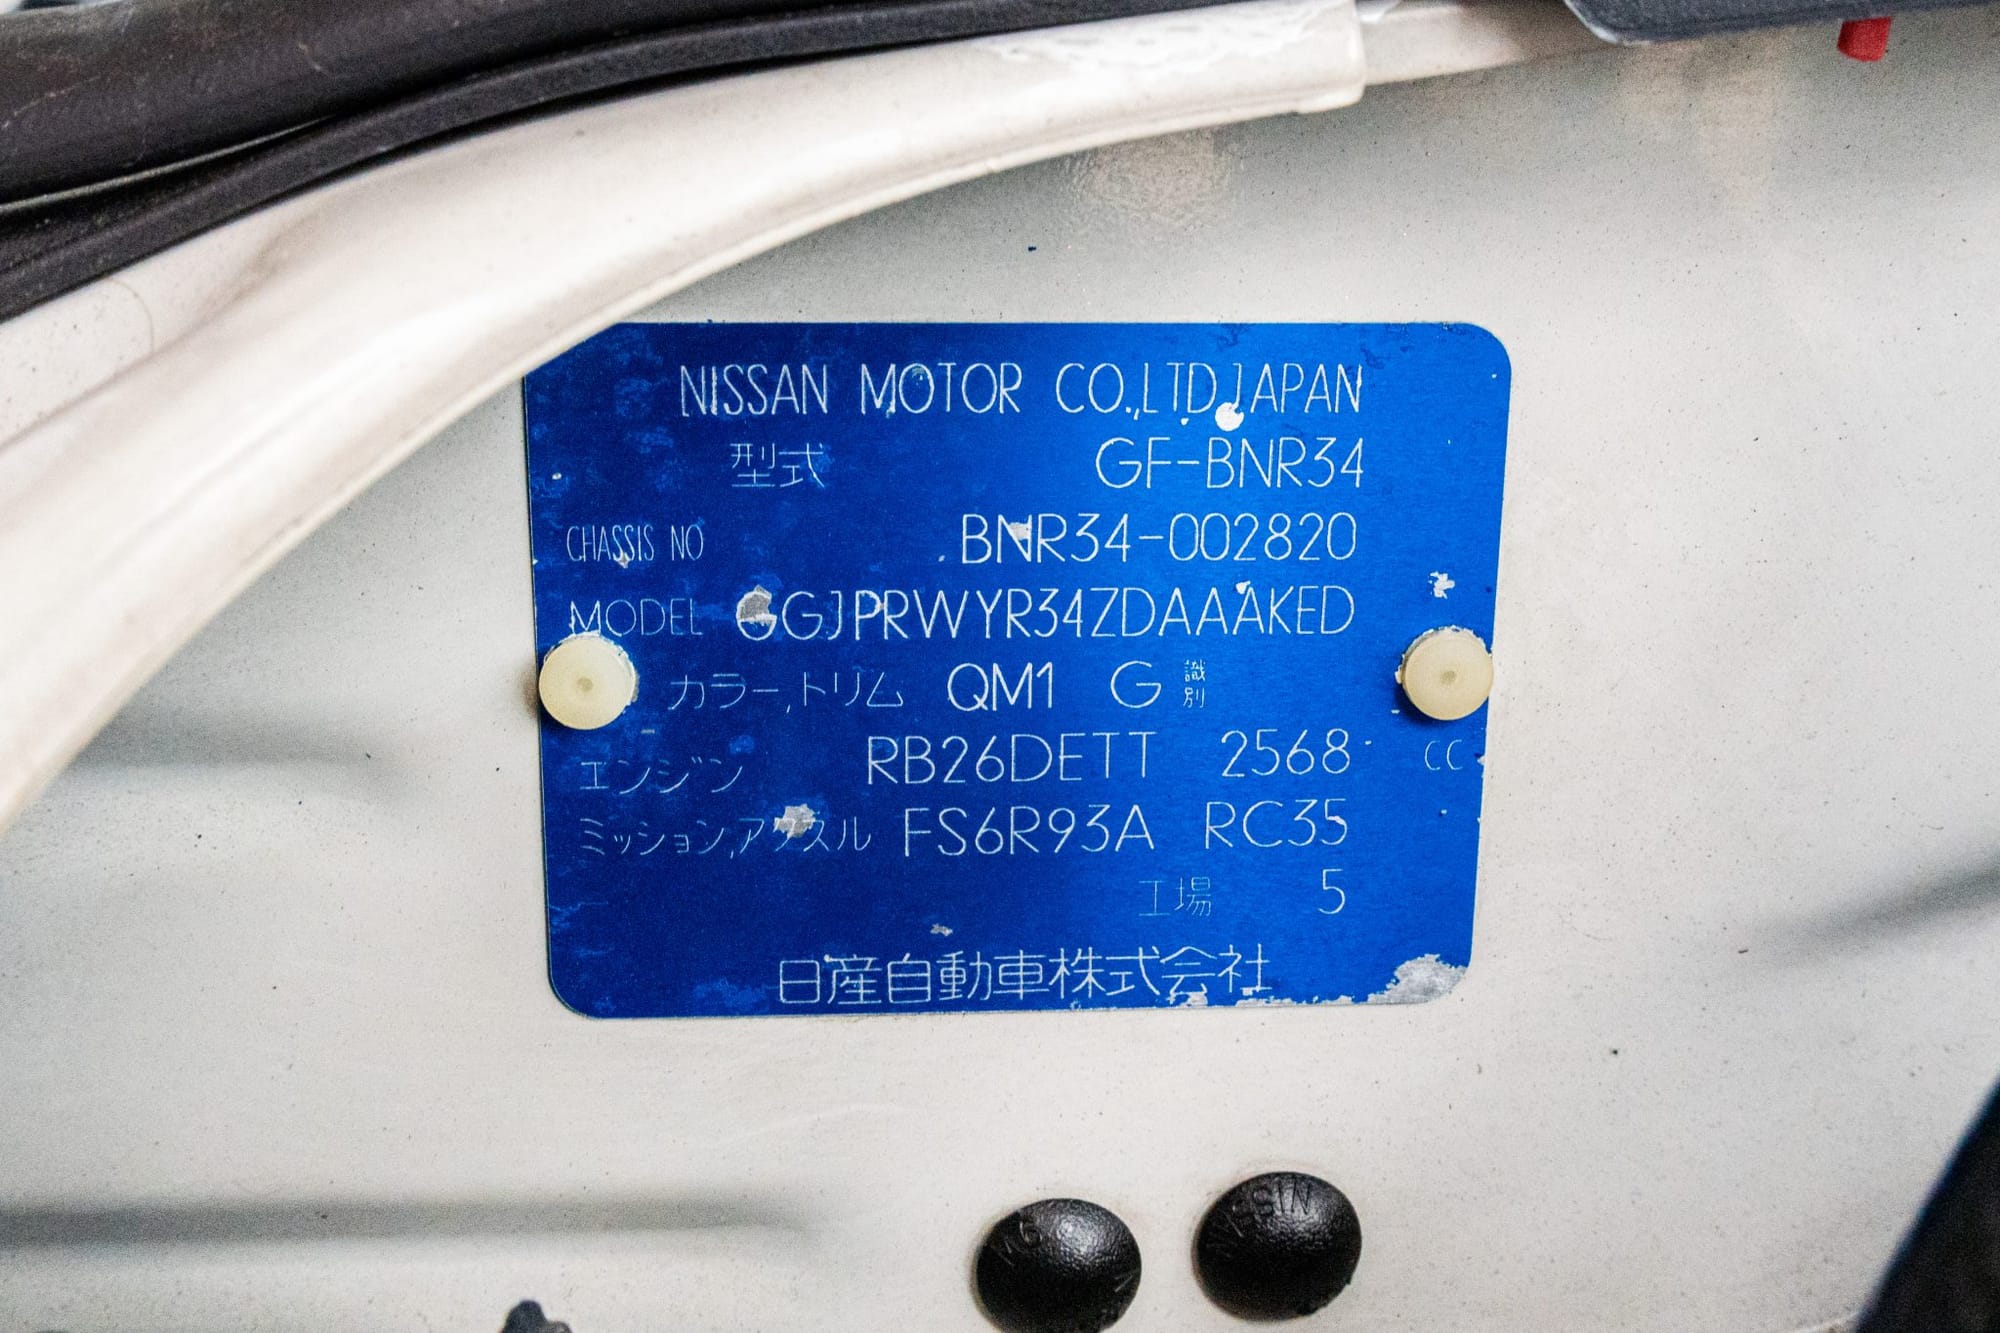 NISSAN MOTOR CO.,LTD.JAPAN
型式 GF-BNR34
CHASSIS NO BNR34-002820
MODEL GGJPRWYR34ZDAAAKED
カラー,トリム QM1 G 識別
エンジン RB26DETT 2568 CC
ミッション,アクスル FS6R93A RC35
工場 5
日産自動車株式会社